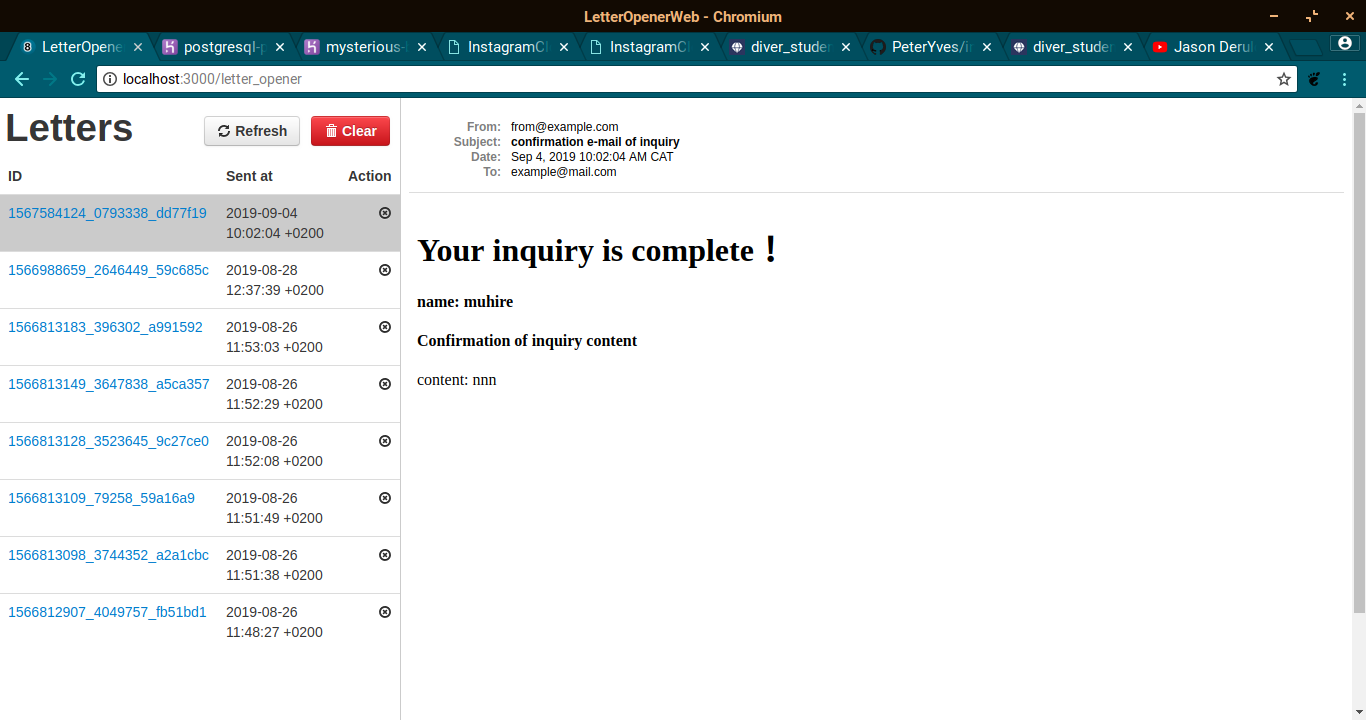 LetterOpenerWeb - Chromium
LetterOpene
postgresql-p
mysterious-
InstagramCl
InstagramCl
diver_stude
PeterYves/i
diver_stude
Jason Derul
localhost:3000/letter_opener
Letters
Refresh
Clear
ID Sent at Action
1567584124_0793338_dd77f19 2019-09-04
10:02:04 +0200
1566988659_2646449_59c685c 2019-08-28
12:37:39 +0200
1566813183_396302_a991592 2019-08-26
11:53:03 +0200
1566813149_3647838_a5ca357 2019-08-26
11:52:29 +0200
1566813128_3523645_9c27ce0 2019-08-26
11:52:08 +0200
1566813109_79258_59a16a9 2019-08-26
11:51:49 +0200
1566813098_3744352_a2a1cbc 2019-08-26
11:51:38 +0200
1566812907_4049757_fb51bd1 2019-08-26
11:48:27 +0200
From: from@example.com
Subject: confirmation e-mail of inquiry
Date: Sep 4, 2019 10:02:04 AM CAT
To: example@mail.com
Your inquiry is complete！
name: muhire
Confirmation of inquiry content
content: nnn